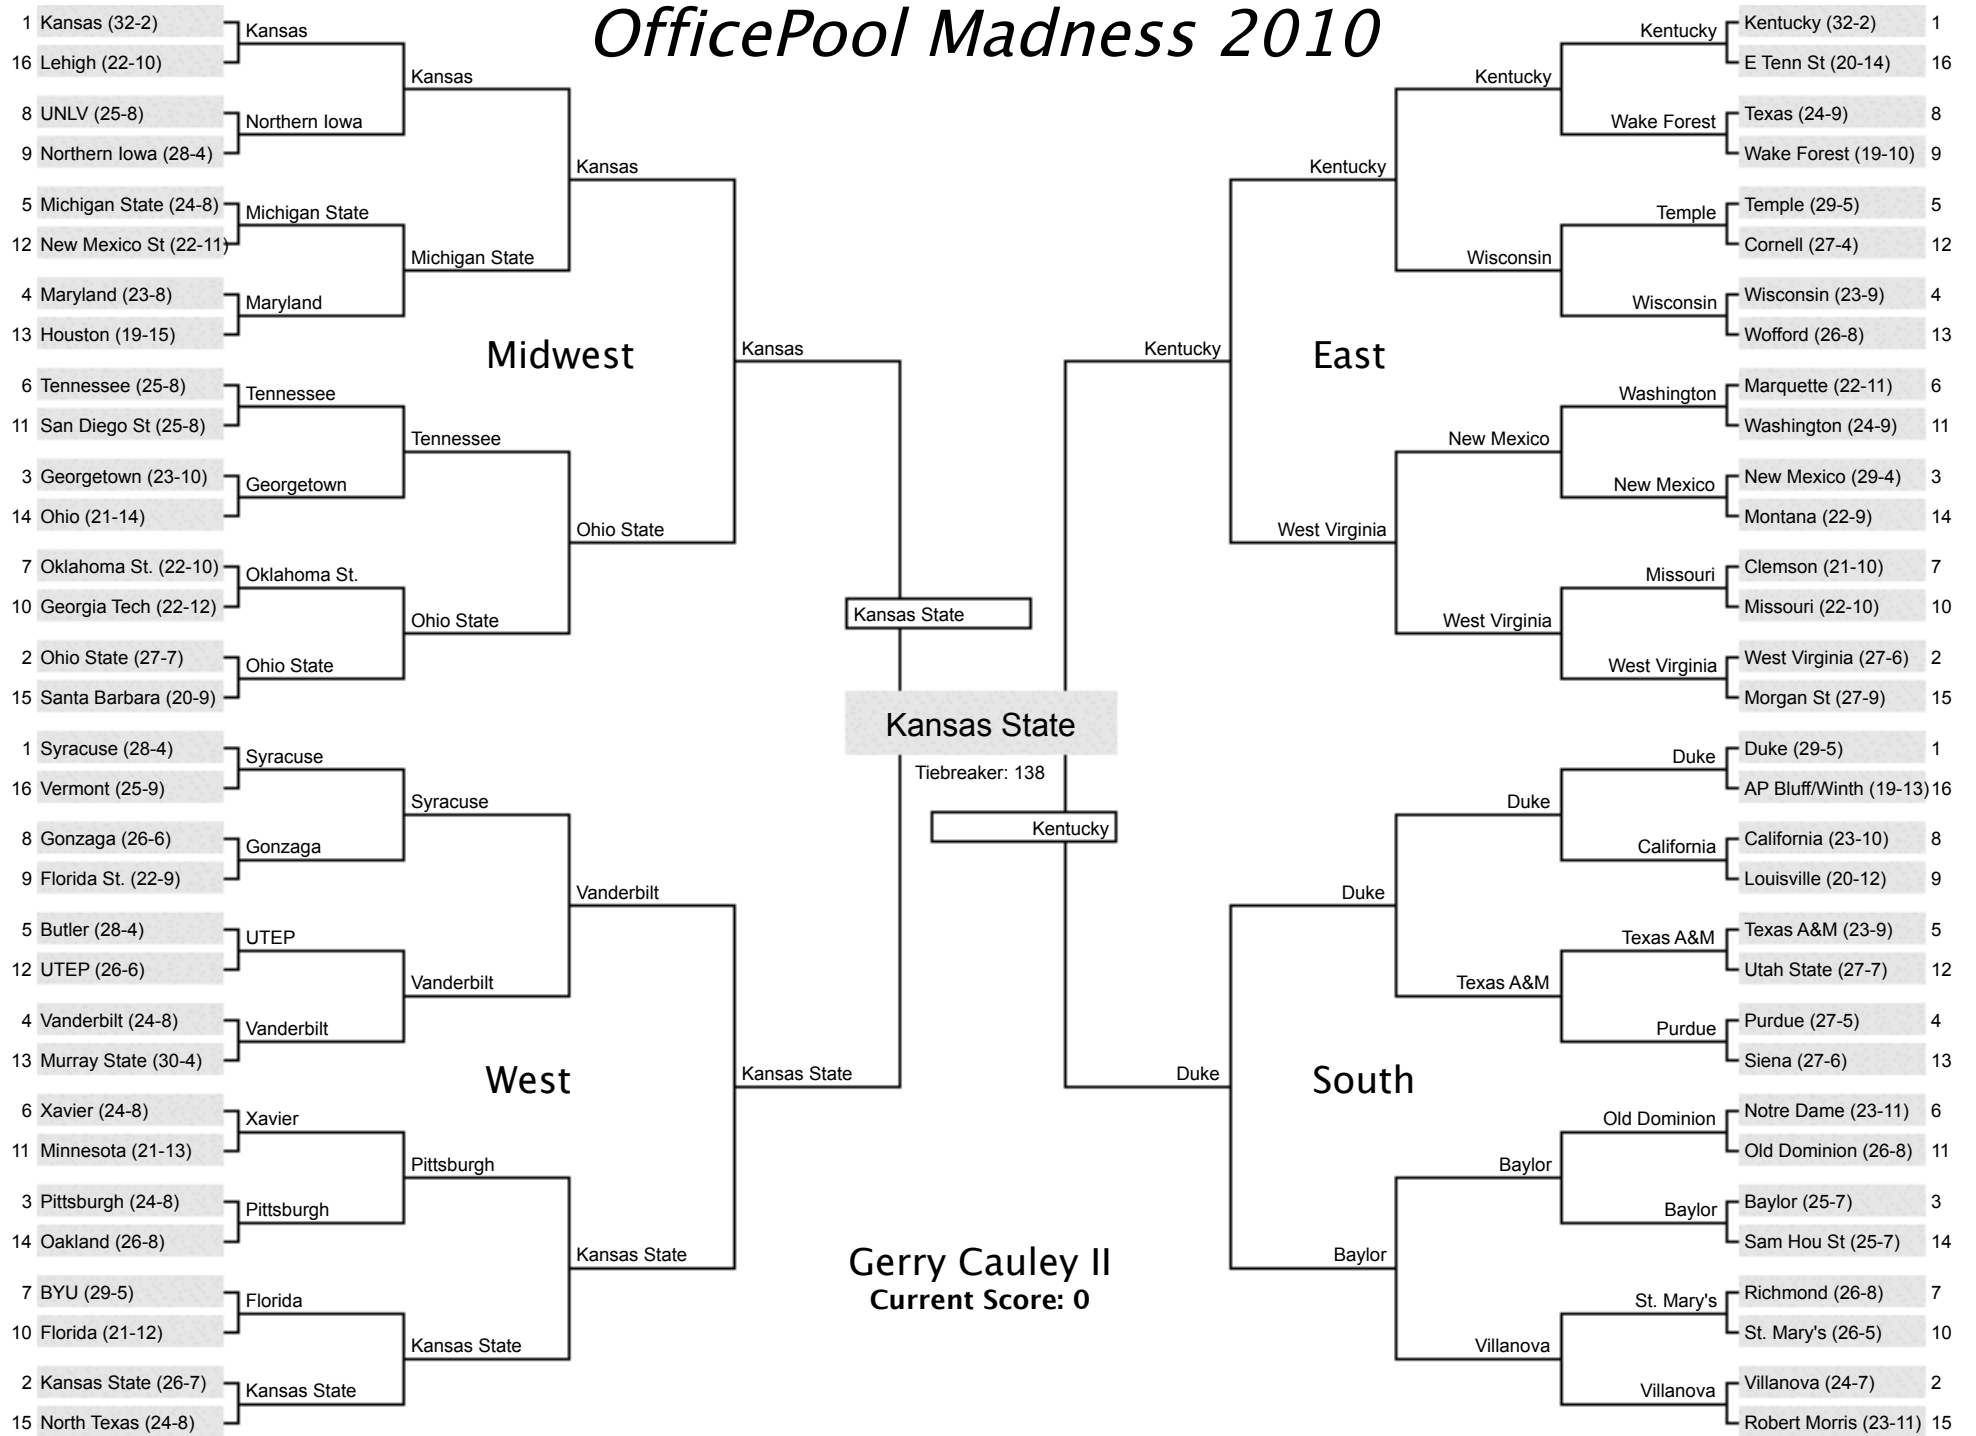 OfficePool Madness 2010
1 Kansas (32-2)
16 Lehigh (22-10)
8 UNLV (25-8)
9 Northern Iowa (28-4)
5 Michigan State (24-8)
12 New Mexico St (22-11)
4 Maryland (23-8)
13 Houston (19-15)
6 Tennessee (25-8)
11 San Diego St (25-8)
3 Georgetown (23-10)
14 Ohio (21-14)
7 Oklahoma St. (22-10)
10 Georgia Tech (22-12)
2 Ohio State (27-7)
15 Santa Barbara (20-9)
Kansas
Northern Iowa
Michigan State
Maryland
Tennessee
Georgetown
Oklahoma St.
Ohio State
Kansas
Michigan State
Tennessee
Ohio State
Kansas
Ohio State
Midwest
Kansas
1 Syracuse (28-4)
16 Vermont (25-9)
8 Gonzaga (26-6)
9 Florida St. (22-9)
5 Butler (28-4)
12 UTEP (26-6)
4 Vanderbilt (24-8)
13 Murray State (30-4)
6 Xavier (24-8)
11 Minnesota (21-13)
3 Pittsburgh (24-8)
14 Oakland (26-8)
7 BYU (29-5)
10 Florida (21-12)
2 Kansas State (26-7)
15 North Texas (24-8)
Syracuse
Gonzaga
UTEP
Vanderbilt
Xavier
Pittsburgh
Florida
Kansas State
Syracuse
Vanderbilt
Pittsburgh
Kansas State
Vanderbilt
Kansas State
West
Kansas State
Kansas State
Kansas State
Tiebreaker: 138
Kentucky
Gerry Cauley II
Current Score: 0
Kentucky
East
Kentucky
West Virginia
Kentucky
Wisconsin
New Mexico
West Virginia
Kentucky
Wake Forest
Temple
Wisconsin
Washington
New Mexico
Missouri
West Virginia
Kentucky (32-2) 1
E Tenn St (20-14) 16
Texas (24-9) 8
Wake Forest (19-10) 9
Temple (29-5) 5
Cornell (27-4) 12
Wisconsin (23-9) 4
Wofford (26-8) 13
Marquette (22-11) 6
Washington (24-9) 11
New Mexico (29-4) 3
Montana (22-9) 14
Clemson (21-10) 7
Missouri (22-10) 10
West Virginia (27-6) 2
Morgan St (27-9) 15
Duke
South
Duke
Baylor
Duke
Texas A&M
Baylor
Villanova
Duke
California
Texas A&M
Purdue
Old Dominion
Baylor
St. Mary's
Villanova
Duke (29-5) 1
AP Bluff/Winth (19-13) 16
California (23-10) 8
Louisville (20-12) 9
Texas A&M (23-9) 5
Utah State (27-7) 12
Purdue (27-5) 4
Siena (27-6) 13
Notre Dame (23-11) 6
Old Dominion (26-8) 11
Baylor (25-7) 3
Sam Hou St (25-7) 14
Richmond (26-8) 7
St. Mary's (26-5) 10
Villanova (24-7) 2
Robert Morris (23-11) 15